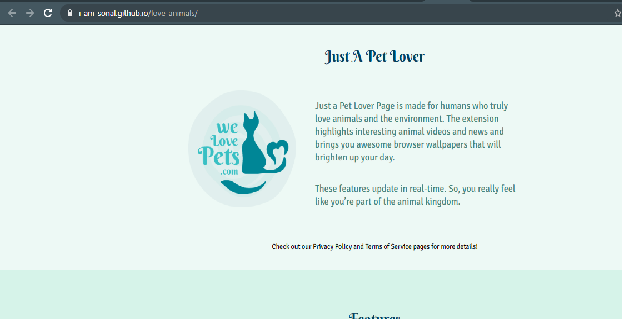 i-am-sonal.github.io/love-animals/
Just A Pet Lover
we
Love
Pets
.com
Just a Pet Lover Page is made for humans who truly
love animals and the environment. The extension
highlights interesting animal videos and news and
brings you awesome browser wallpapers that will
brighten up your day.
These features update in real-time. So, you really feel
like you're part of the animal kingdom.
Check out our Privacy Policy and Terms of Service pages for more details!
Features